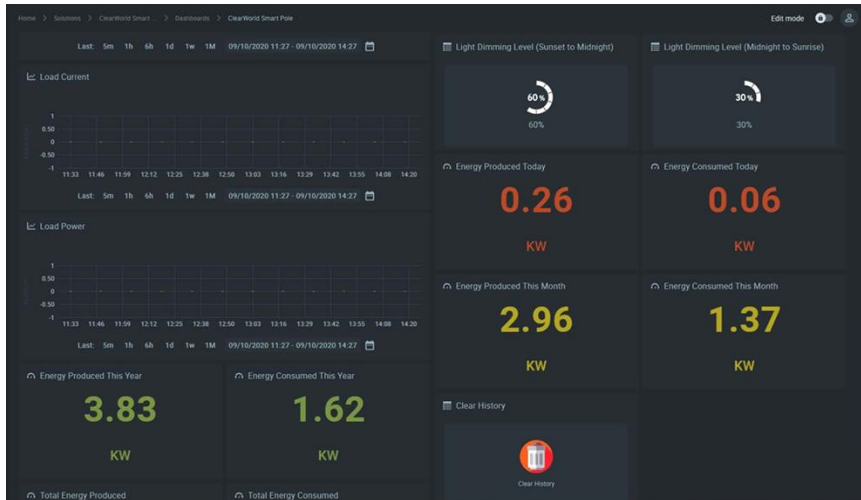 Home > Solutions > ClearWorld Smart ... > Dashboards > ClearWorld Smart Pole
Edit mode
Last: 5m 1h 6h 1d 1w 1M 09/10/2020 11:27 - 09/10/2020 14:27
Load Current
1
0.50
0
-0.50
-1
11:33 11:46 11:59 12:12 12:25 12:38 12:50 13:03 13:16 13:29 13:42 13:55 14:08 14:20
Last: 5m 1h 6h 1d 1w 1M 09/10/2020 11:27 - 09/10/2020 14:27
Load Power
1
0.50
0
-0.50
-1
11:33 11:46 11:59 12:12 12:25 12:38 12:50 13:03 13:16 13:29 13:42 13:55 14:08 14:20
Last: 5m 1h 6h 1d 1w 1M 09/10/2020 11:27 - 09/10/2020 14:27
Energy Produced This Year
3.83
KW
Energy Consumed This Year
1.62
KW
Total Energy Produced
Total Energy Consumed
Light Dimming Level (Sunset to Midnight)
60 %
60%
Light Dimming Level (Midnight to Sunrise)
30 %
30%
Energy Produced Today
0.26
KW
Energy Consumed Today
0.06
KW
Energy Produced This Month
2.96
KW
Energy Consumed This Month
1.37
KW
Clear History
Clear History